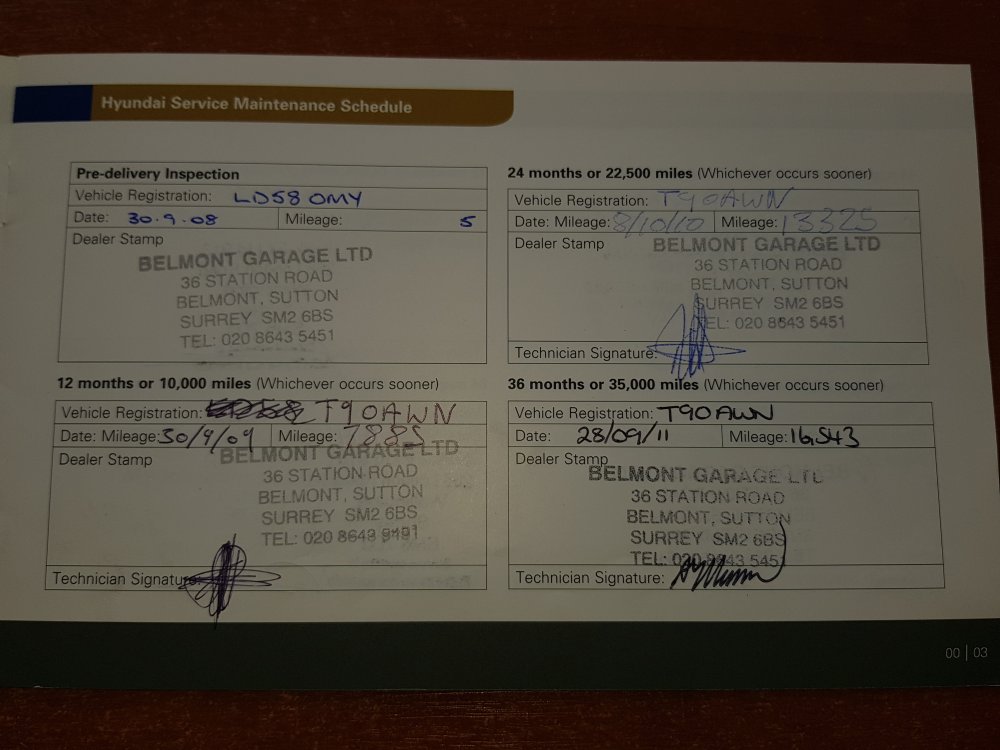 Hyundai Service Maintenance Schedule
Pre-delivery Inspection
Vehicle Registration: LD58 OMY
Date: 30.9.08 Mileage: 5
Dealer Stamp
BELMONT GARAGE LTD
36 STATION ROAD
BELMONT, SUTTON
SURREY SM2 6BS
TEL: 020 8643 5451
12 months or 10,000 miles (Whichever occurs sooner)
Vehicle Registration: T90AWN
Date: Mileage: 30/9/09 Mileage: 7885
Dealer Stamp
BELMONT GARAGE LTD
36 STATION ROAD
BELMONT, SUTTON
SURREY SM2 6BS
TEL: 020 8643
Technician Signature:
24 months or 22,500 miles (Whichever occurs sooner)
Vehicle Registration: T90AWN
Date: Mileage: 8/10/10 Mileage: 13325
Dealer Stamp
BELMONT GARAGE LTD
36 STATION ROAD
BELMONT, SUTTON
SURREY SM2 6BS
TEL: 020 8643 5451
Technician Signature:
36 months or 35,000 miles (Whichever occurs sooner)
Vehicle Registration: T90AWN
Date: 28/09/11 Mileage: 16,543
Dealer Stamp
BELMONT GARAGE LTD
36 STATION ROAD
BELMONT, SUTTON
SURREY SM2 6BS
TEL: 020 8643 5451
Technician Signature:
00 | 03